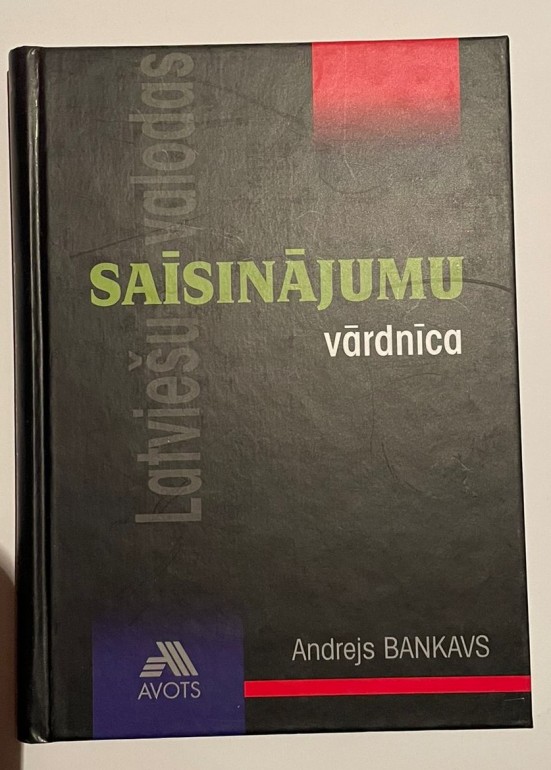 Latviešu valodas
SAĪSINĀJUMU
vārdnīca
Andrejs BANKAVS
AVOTS